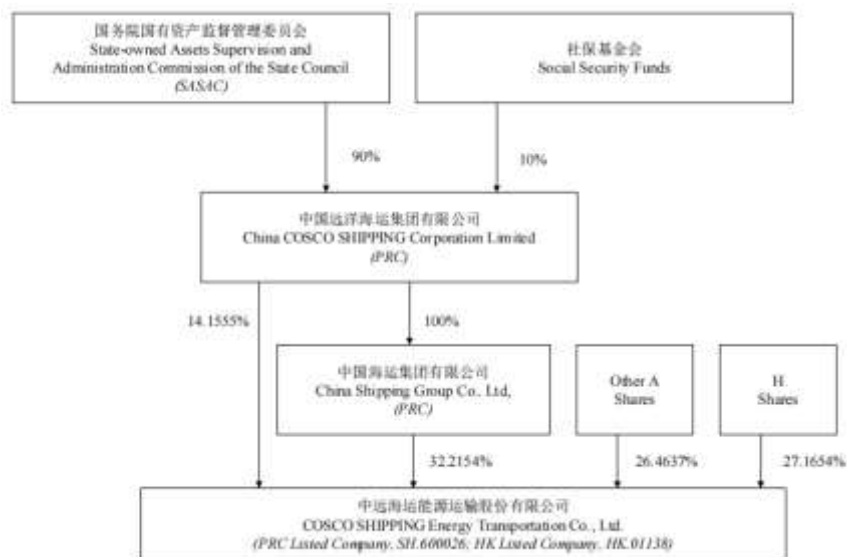 国务院国有资产监督管理委员会
State-owned Assets Supervision and
Administration Commission of the State Council
(SASAC)
社保基金会
Social Security Funds
90%
10%
中国远洋海运集团有限公司
China COSCO SHIPPING Corporation Limited
(PRC)
14.1555%
100%
中国海运集团有限公司
China Shipping Group Co., Ltd,
(PRC)
Other A
Shares
H
Shares
32.2154%
26.4637%
27.1654%
中远海运能源运输股份有限公司
COSCO SHIPPING Energy Transportation Co., Ltd.
(PRC Listed Company, SH.600026; HK Listed Company, HK.01138)